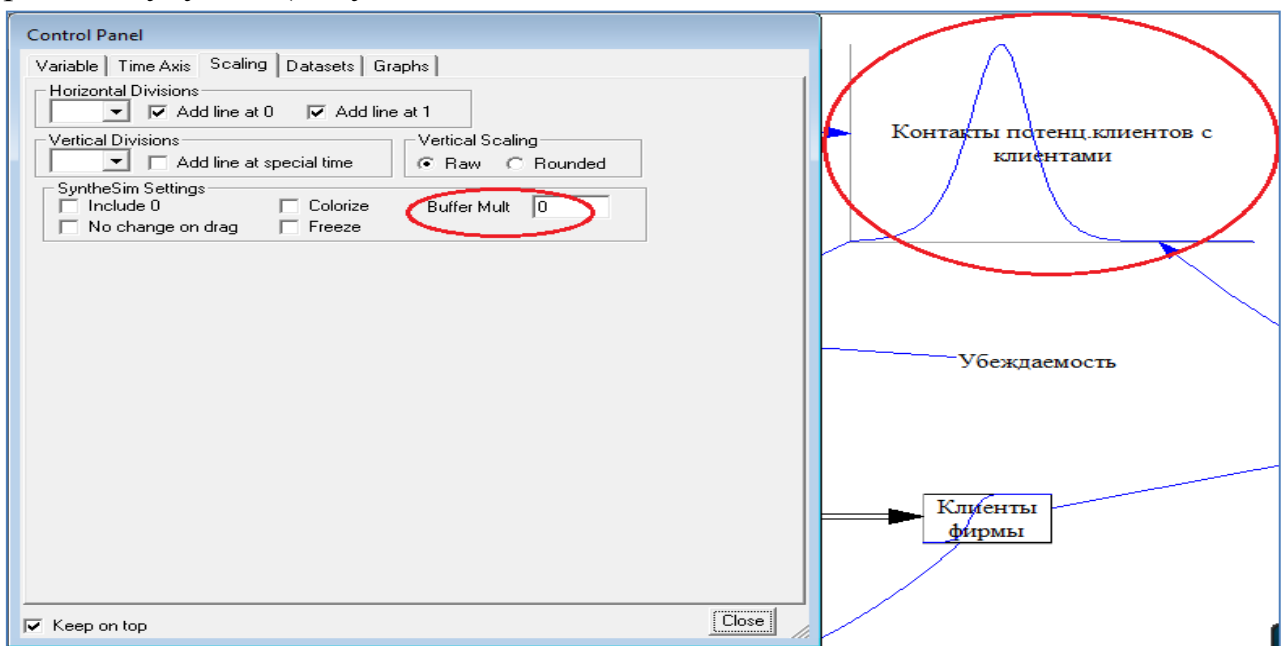 Control Panel
Variable Time Axis Scaling Datasets Graphs
Horizontal Divisions
Add line at 0 Add line at 1
Vertical Divisions
Add line at special time
Vertical Scaling
Raw Rounded
SyntheSim Settings
Include 0 Colorize Buffer Mult 0
No change on drag Freeze
Keep on top
Close
Контакты потенц.клиентов с
клиентами
Убеждаемость
Клиенты
фирмы